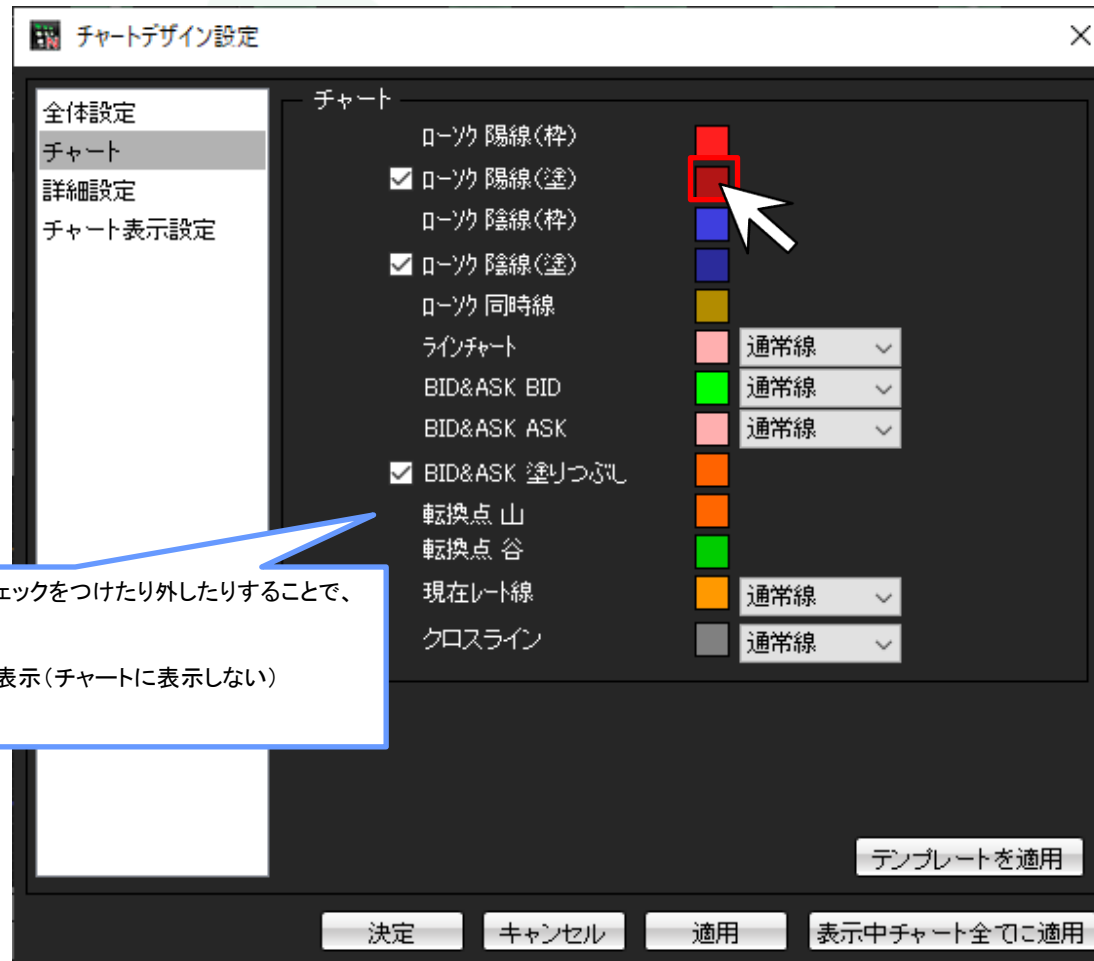 チャートデザイン設定
全体設定
チャート
詳細設定
チャート表示設定
チャート
ローソク 陽線(枠)
ローソク 陽線(塗)
ローソク 陰線(枠)
ローソク 陰線(塗)
ローソク 同時線
ラインチャート 通常線
BID&ASK BID 通常線
BID&ASK ASK 通常線
BID&ASK 塗りつぶし
転換点 山
転換点 谷
現在レート線 通常線
クロスライン 通常線
ェックをつけたり外したりすることで、
表示(チャートに表示しない)
テンプレートを適用
決定 キャンセル 適用 表示中チャート全てに適用